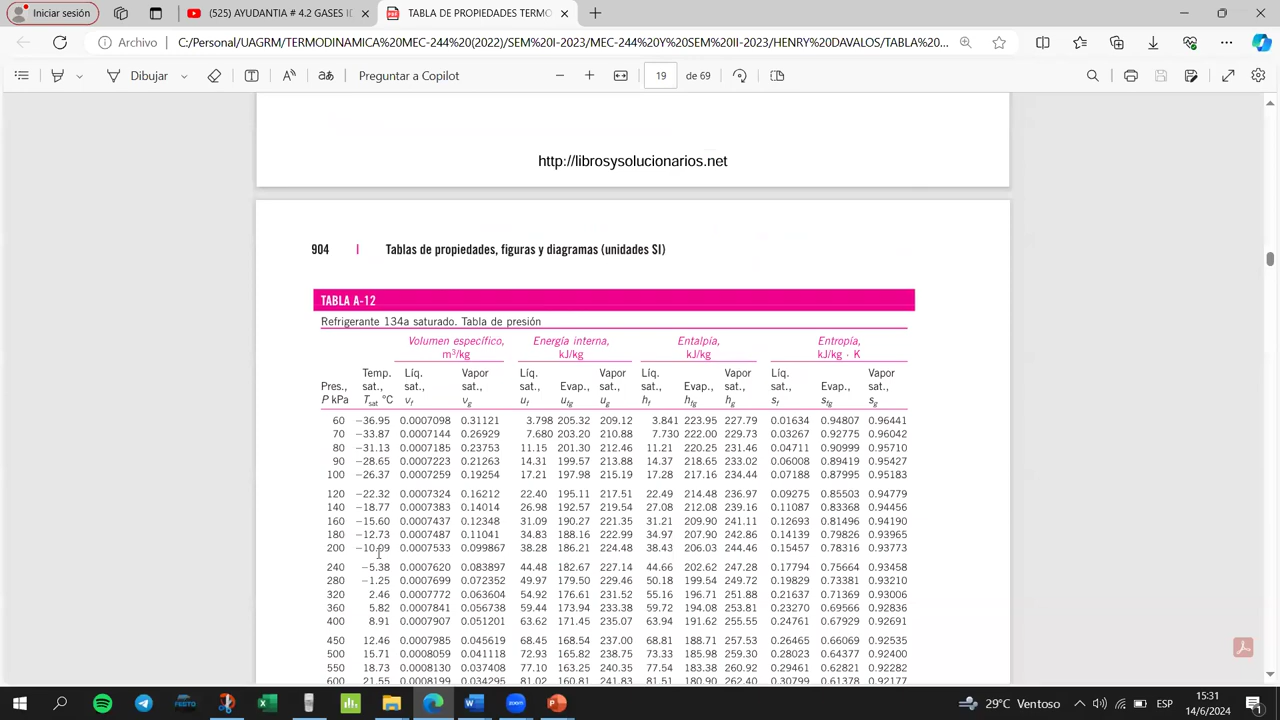 Iniciar sesión
(525) AYUDANTIA # 4.2 GASES I
TABLA DE PROPIEDADES TERMO
Archivo
C:/Personal/UAGRM/TERMODINAMICA%20MEC-244%20(2022)/SEM%20I-2023/MEC-244%20Y%20SEM%20II-2023/HENRY%20DAVALOS/TABLA%20...
Dibujar
Preguntar a Copilot
19 de 69
http://librosysolucionarios.net
904 | Tablas de propiedades, figuras y diagramas (unidades SI)
TABLA A-12
Refrigerante 134a saturado. Tabla de presión
Volumen específico, Energía interna, Entalpía, Entropía,
m³/kg kJ/kg kJ/kg kJ/kg · K
Temp. Líq. Vapor Líq. Vapor Líq. Vapor Líq. Vapor
Pres., sat., sat., sat., sat., Evap., sat., sat., Evap., sat., sat., Evap., sat.,
P kPa Tsat °C vf vg uf ufg ug hf hfg hg sf sfg sg
60 −36.95 0.0007098 0.31121 3.798 205.32 209.12 3.841 223.95 227.79 0.01634 0.94807 0.96441
70 −33.87 0.0007144 0.26929 7.680 203.20 210.88 7.730 222.00 229.73 0.03267 0.92775 0.96042
80 −31.13 0.0007185 0.23753 11.15 201.30 212.46 11.21 220.25 231.46 0.04711 0.90999 0.95710
90 −28.65 0.0007223 0.21263 14.31 199.57 213.88 14.37 218.65 233.02 0.06008 0.89419 0.95427
100 −26.37 0.0007259 0.19254 17.21 197.98 215.19 17.28 217.16 234.44 0.07188 0.87995 0.95183
120 −22.32 0.0007324 0.16212 22.40 195.11 217.51 22.49 214.48 236.97 0.09275 0.85503 0.94779
140 −18.77 0.0007383 0.14014 26.98 192.57 219.54 27.08 212.08 239.16 0.11087 0.83368 0.94456
160 −15.60 0.0007437 0.12348 31.09 190.27 221.35 31.21 209.90 241.11 0.12693 0.81496 0.94190
180 −12.73 0.0007487 0.11041 34.83 188.16 222.99 34.97 207.90 242.86 0.14139 0.79826 0.93965
200 −10.09 0.0007533 0.099867 38.28 186.21 224.48 38.43 206.03 244.46 0.15457 0.78316 0.93773
240 −5.38 0.0007620 0.083897 44.48 182.67 227.14 44.66 202.62 247.28 0.17794 0.75664 0.93458
280 −1.25 0.0007699 0.072352 49.97 179.50 229.46 50.18 199.54 249.72 0.19829 0.73381 0.93210
320 2.46 0.0007772 0.063604 54.92 176.61 231.52 55.16 196.71 251.88 0.21637 0.71369 0.93006
360 5.82 0.0007841 0.056738 59.44 173.94 233.38 59.72 194.08 253.81 0.23270 0.69566 0.92836
400 8.91 0.0007907 0.051201 63.62 171.45 235.07 63.94 191.62 255.55 0.24761 0.67929 0.92691
450 12.46 0.0007985 0.045619 68.45 168.54 237.00 68.81 188.71 257.53 0.26465 0.66069 0.92535
500 15.71 0.0008059 0.041118 72.93 165.82 238.75 73.33 185.98 259.30 0.28023 0.64377 0.92400
550 18.73 0.0008130 0.037408 77.10 163.25 240.35 77.54 183.38 260.92 0.29461 0.62821 0.92282
600 21.55 0.0008199 0.034295 81.02 160.81 241.83 81.51 180.90 262.40 0.30799 0.61378 0.92177
29°C Ventoso
ESP
15:31
14/6/2024